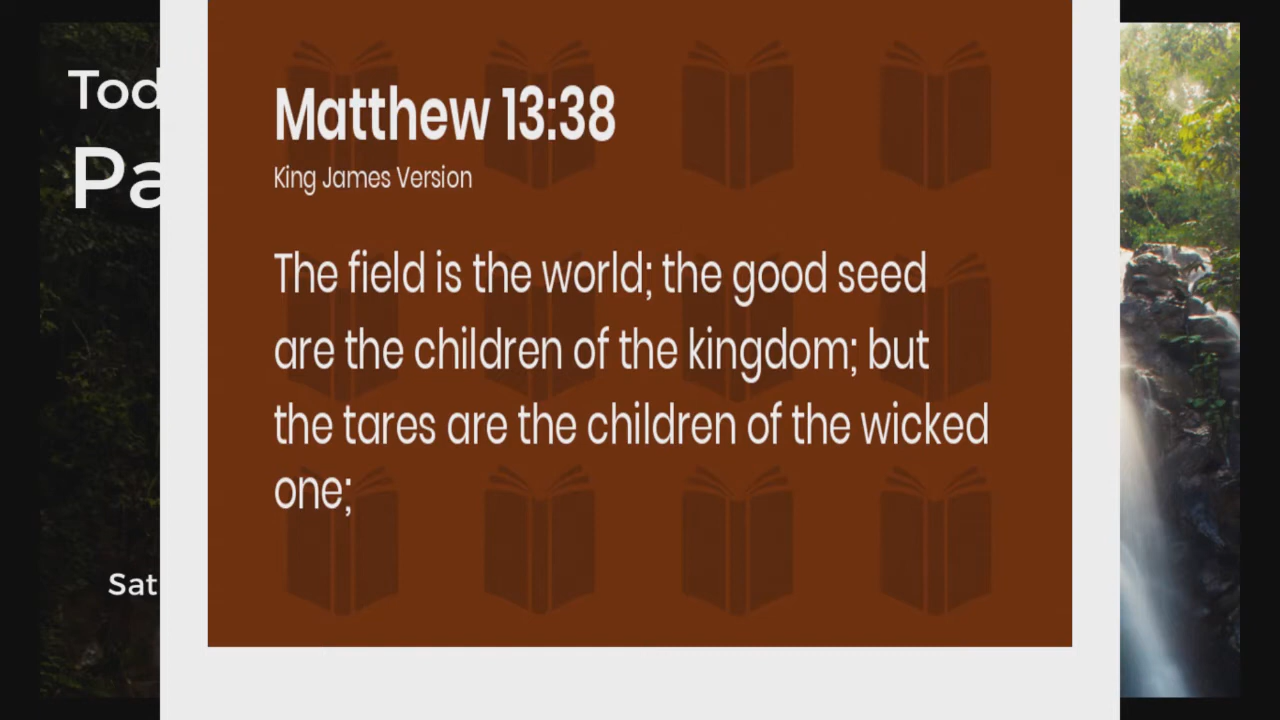 Tod
Pa
Sat
Matthew 13:38
King James Version
The field is the world; the good seed
are the children of the kingdom; but
the tares are the children of the wicked
one;